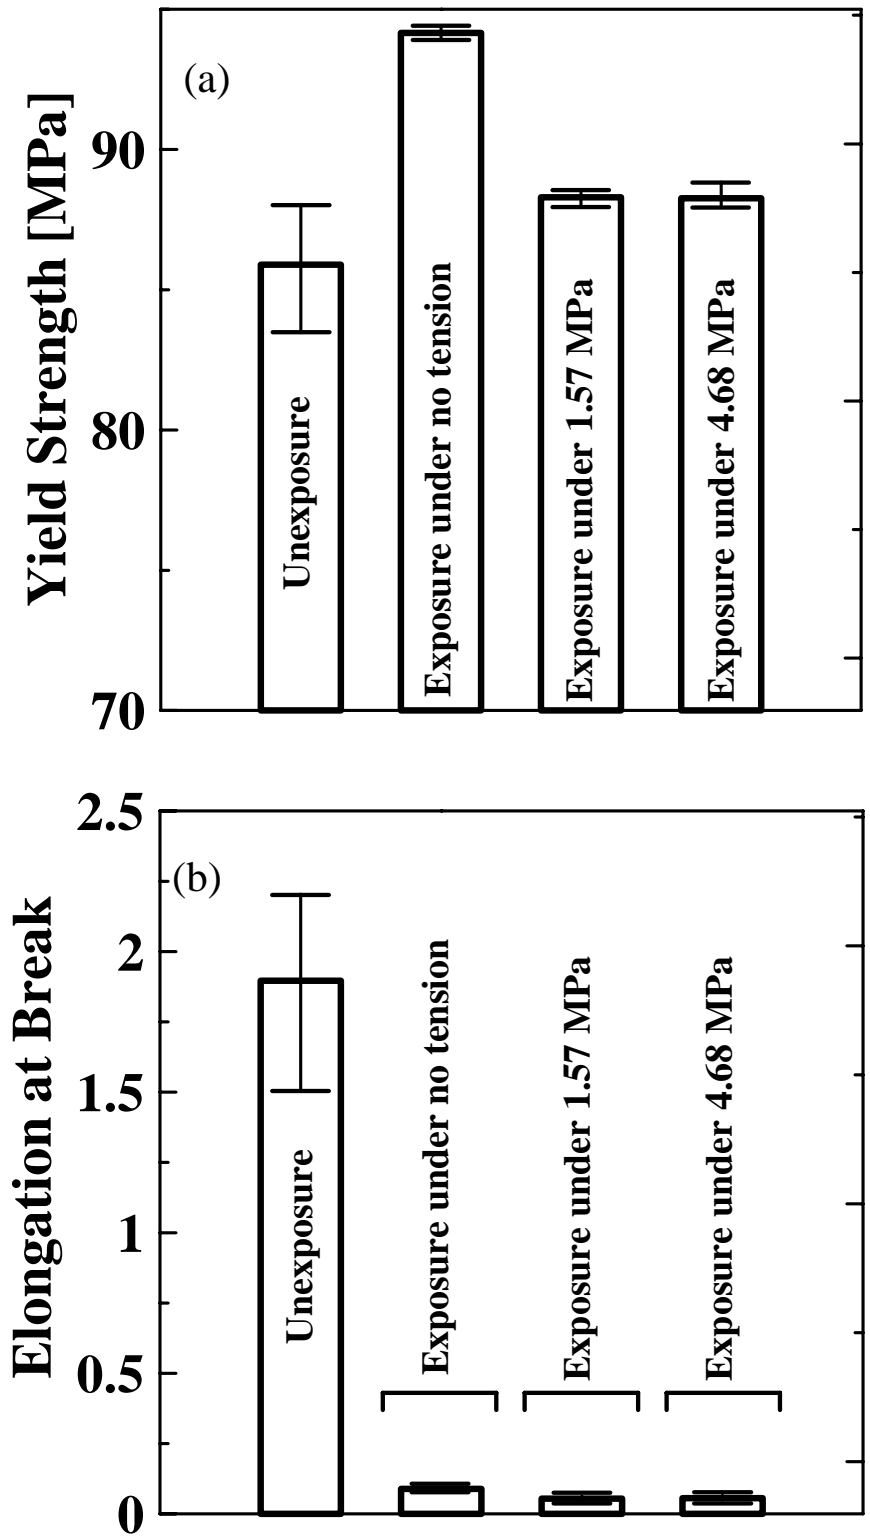 (a)
Yield Strength [MPa]
90
80
70
Unexposure
Exposure under no tension
Exposure under 1.57 MPa
Exposure under 4.68 MPa
(b)
Elongation at Break
2.5
2
1.5
1
0.5
0
Unexposure
Exposure under no tension
Exposure under 1.57 MPa
Exposure under 4.68 MPa